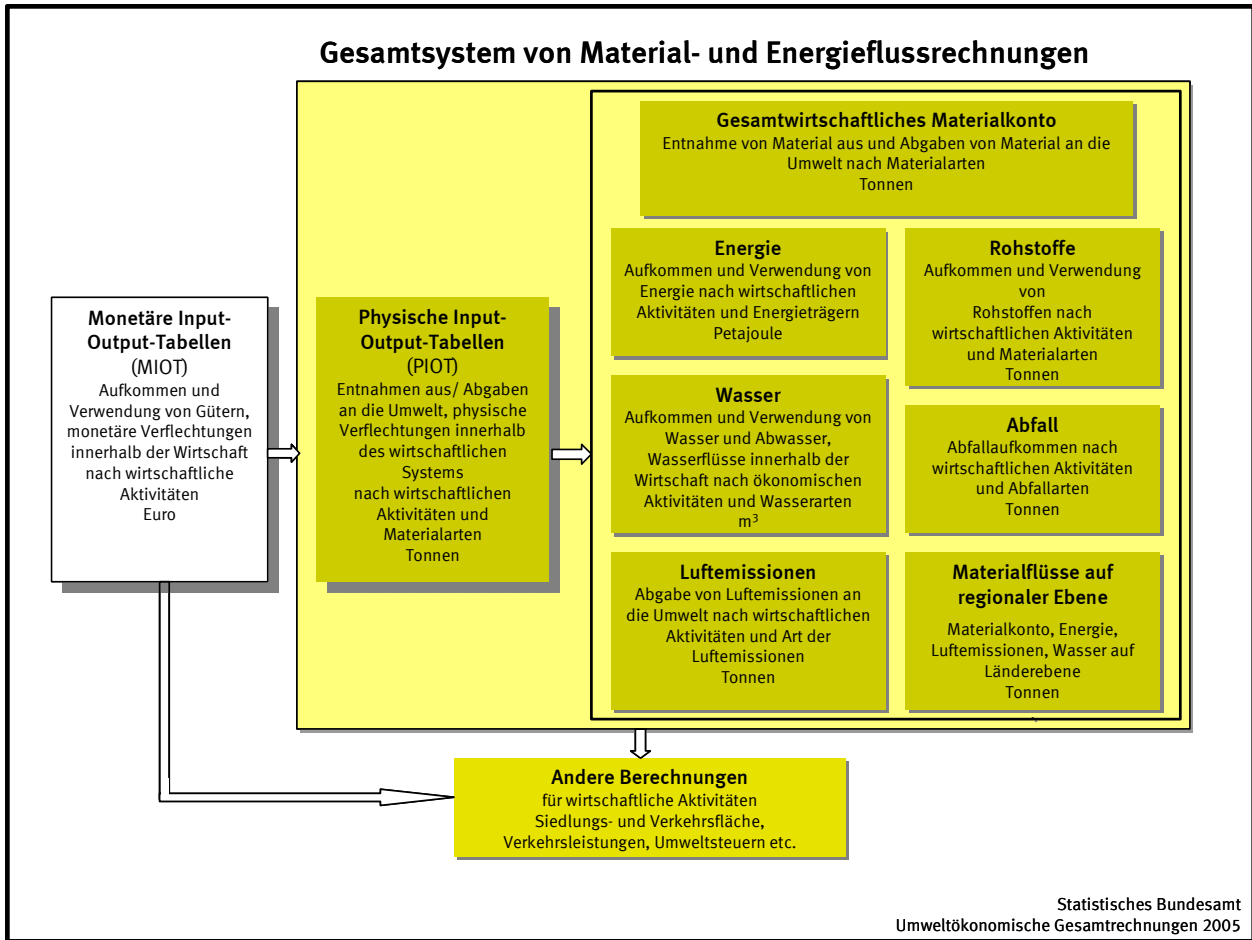 Gesamtsystem von Material- und Energieflussrechnungen
Monetäre Input-
Output-Tabellen
(MIOT)
Aufkommen und
Verwendung von Gütern,
monetäre Verflechtungen
innerhalb der Wirtschaft
nach wirtschaftliche
Aktivitäten
Euro
Physische Input-
Output-Tabellen
(PIOT)
Entnahmen aus/ Abgaben
an die Umwelt, physische
Verflechtungen innerhalb
des wirtschaftlichen
Systems
nach wirtschaftlichen
Aktivitäten und
Materialarten
Tonnen
Gesamtwirtschaftliches Materialkonto
Entnahme von Material aus und Abgaben von Material an die
Umwelt nach Materialarten
Tonnen
Energie
Aufkommen und Verwendung von
Energie nach wirtschaftlichen
Aktivitäten und Energieträgern
Petajoule
Rohstoffe
Aufkommen und Verwendung
von
Rohstoffen nach
wirtschaftlichen Aktivitäten
und Materialarten
Tonnen
Wasser
Aufkommen und Verwendung von
Wasser und Abwasser,
Wasserflüsse innerhalb der
Wirtschaft nach ökonomischen
Aktivitäten und Wasserarten
m³
Abfall
Abfallaufkommen nach
wirtschaftlichen Aktivitäten
und Abfallarten
Tonnen
Luftemissionen
Abgabe von Luftemissionen an
die Umwelt nach wirtschaftlichen
Aktivitäten und Art der
Luftemissionen
Tonnen
Materialflüsse auf
regionaler Ebene
Materialkonto, Energie,
Luftemissionen, Wasser auf
Länderebene
Tonnen
Andere Berechnungen
für wirtschaftliche Aktivitäten
Siedlungs- und Verkehrsfläche,
Verkehrsleistungen, Umweltsteuern etc.
Statistisches Bundesamt
Umweltökonomische Gesamtrechnungen 2005